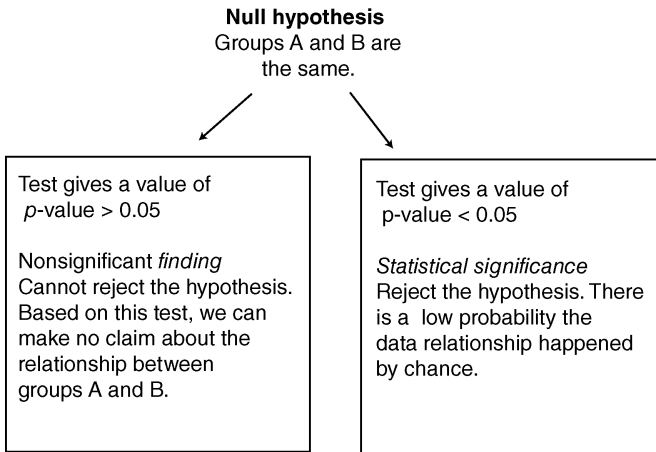 Null hypothesis
Groups A and B are
the same.
Test gives a value of
p-value > 0.05
Nonsignificant finding
Cannot reject the hypothesis.
Based on this test, we can
make no claim about the
relationship between
groups A and B.
Test gives a value of
p-value < 0.05
Statistical significance
Reject the hypothesis. There
is a low probability the
data relationship happened
by chance.